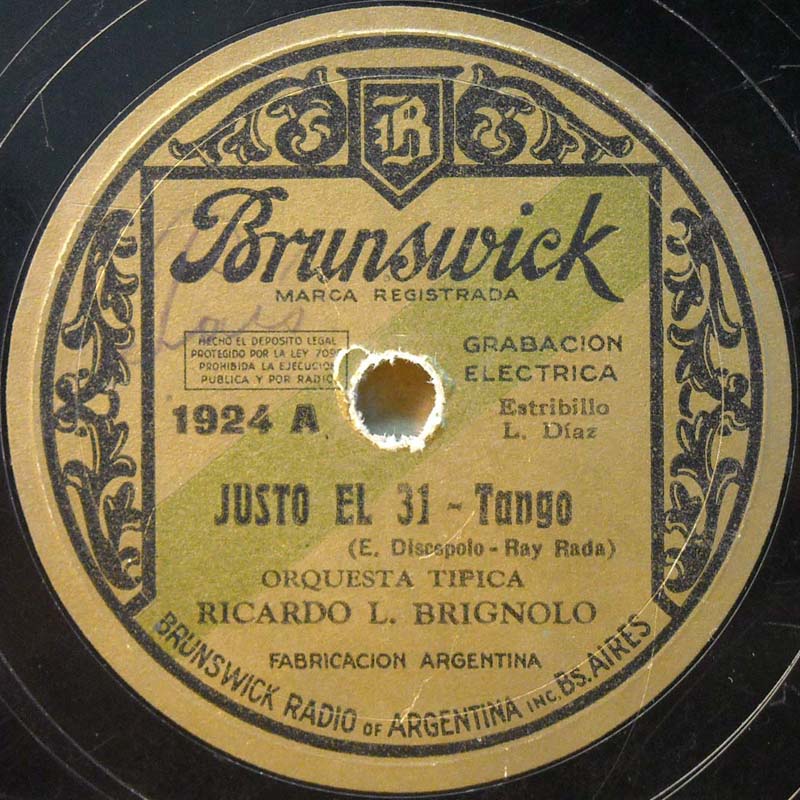 B
Brunswick
MARCA REGISTRADA
HECHO EL DEPOSITO LEGAL
PROTEGIDO POR LA LEY 709
PROHIBIDA LA EJECUCION
PUBLICA Y POR RADIO
GRABACION
ELECTRICA
1924 A
Estribillo
L. Díaz
JUSTO EL 31 - Tango
(E. Discepolo - Ray Rada)
ORQUESTA TIPICA
RICARDO L. BRIGNOLO
FABRICACION ARGENTINA
BRUNSWICK RADIO OF ARGENTINA INC. Bs. AIRES